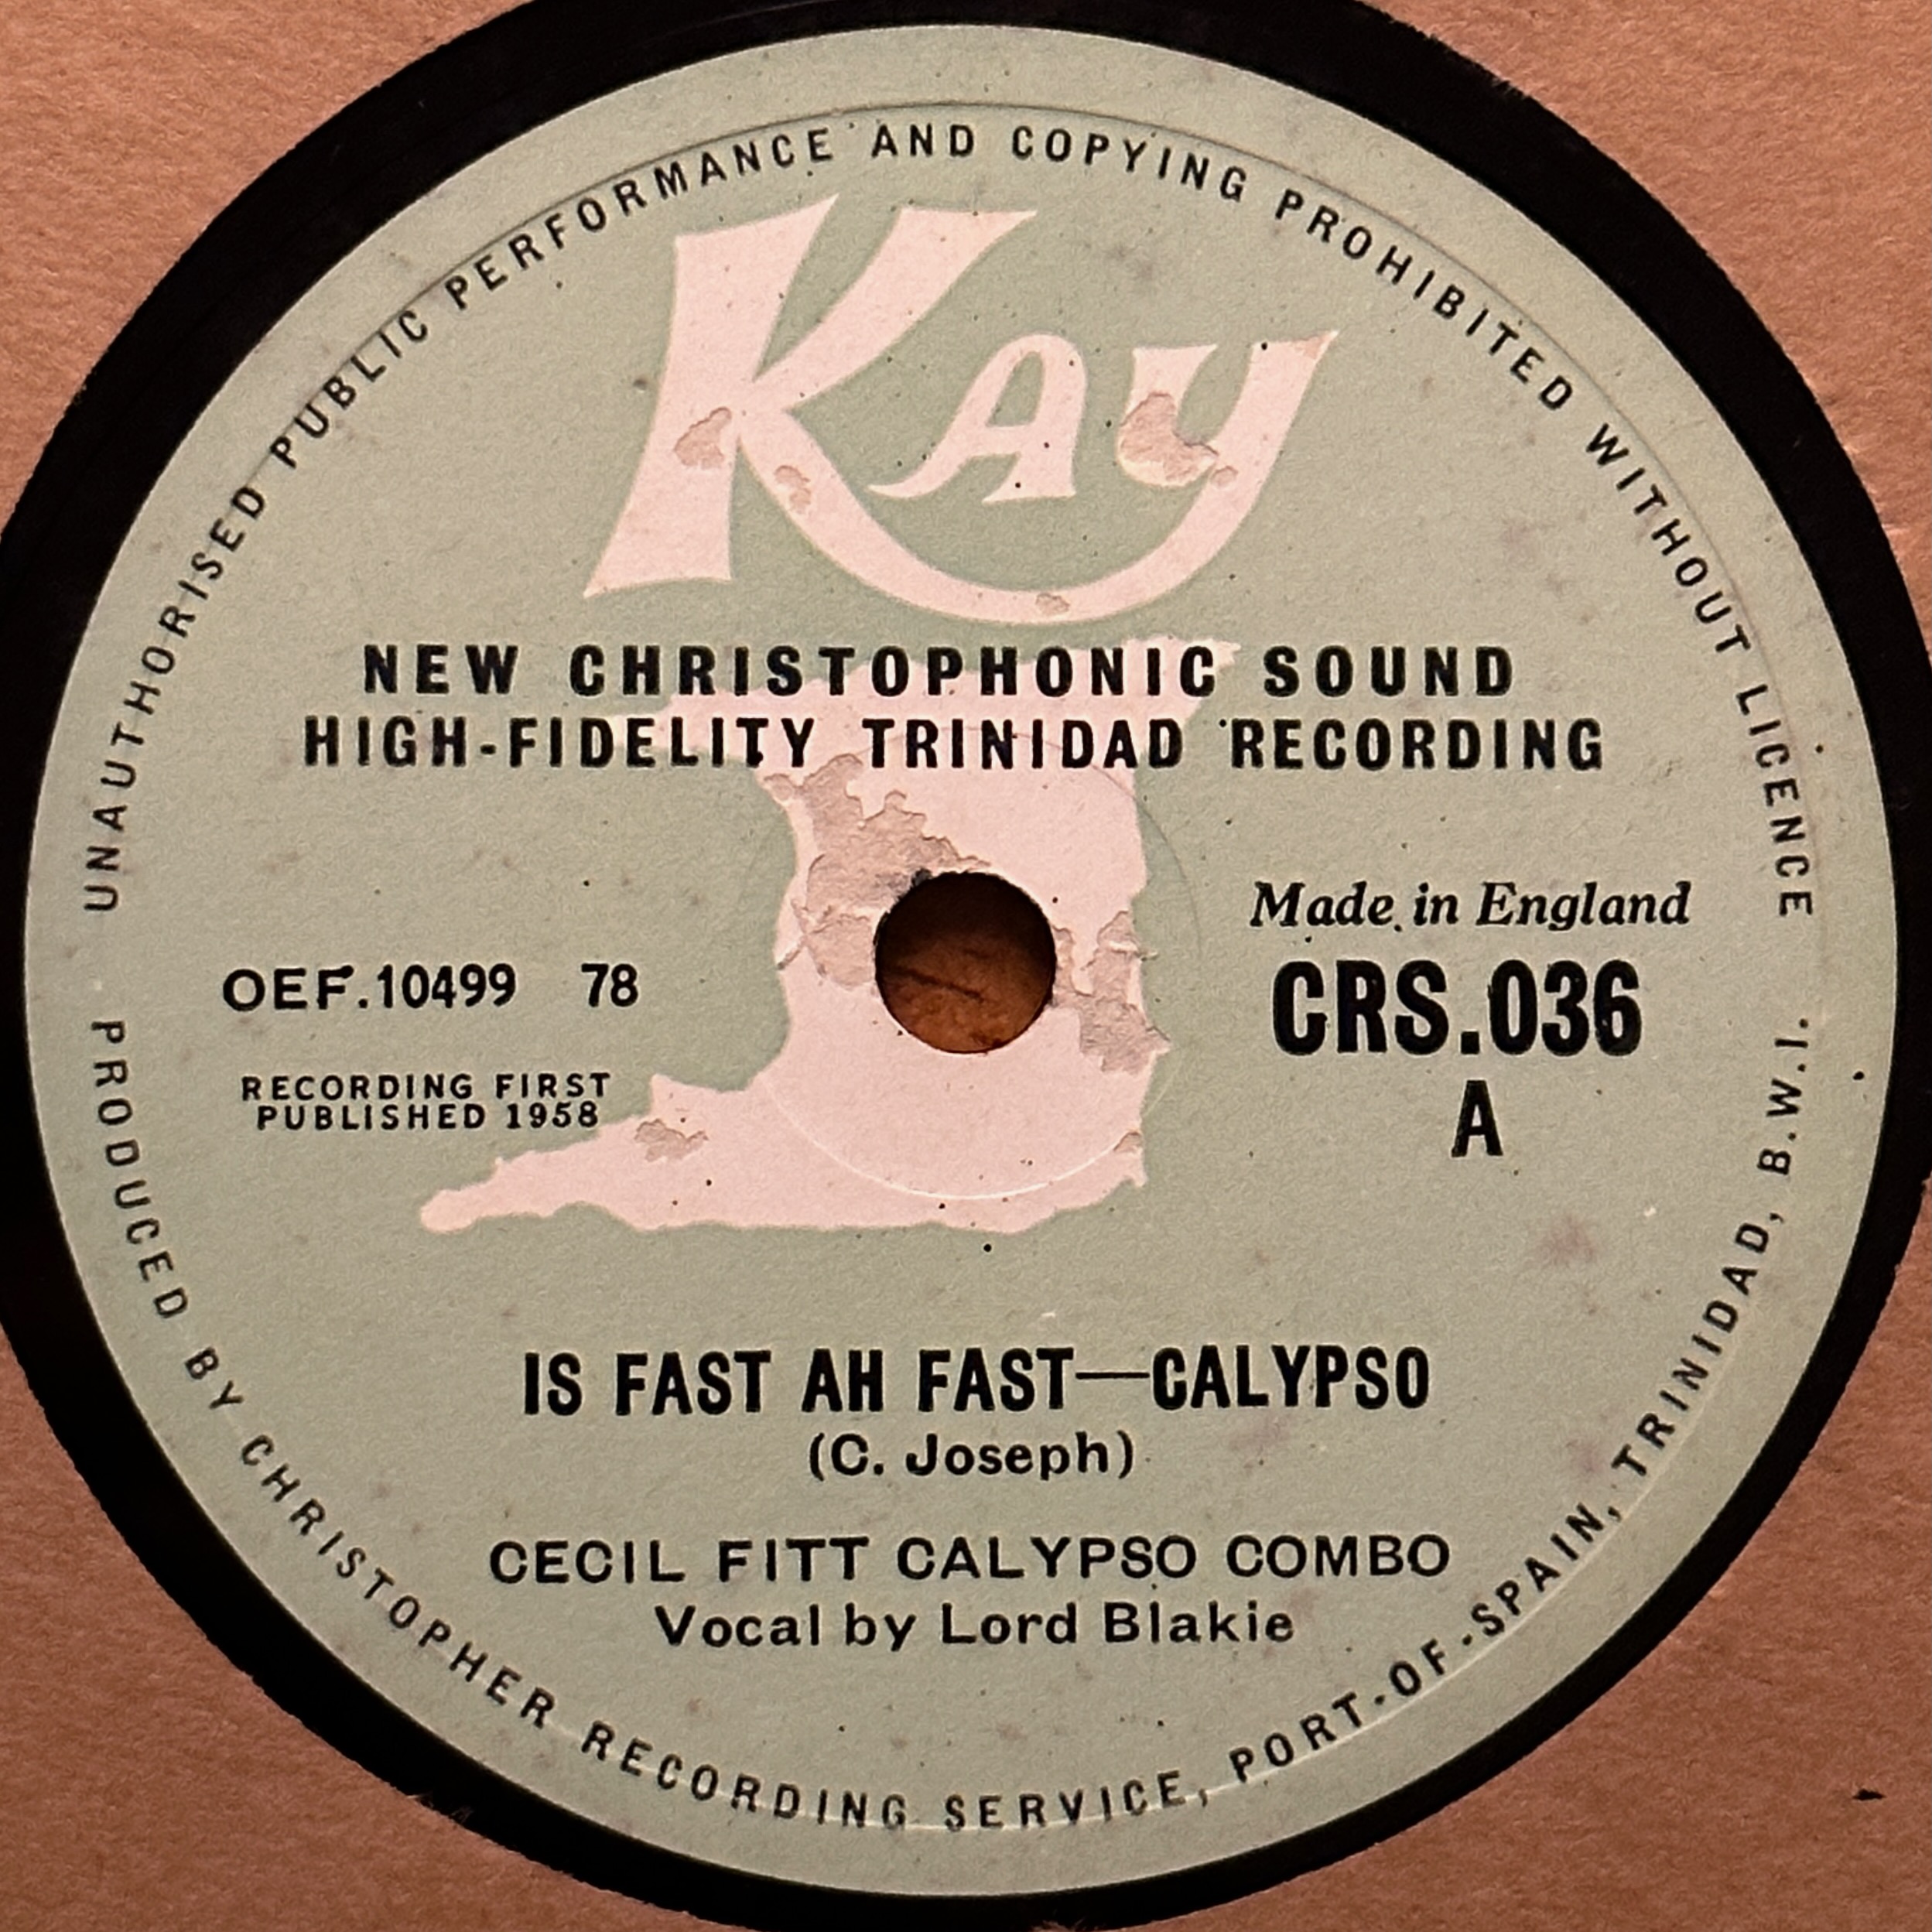 UNAUTHORISED PUBLIC PERFORMANCE AND COPYING PROHIBITED WITHOUT LICENCE
KAY
NEW CHRISTOPHONIC SOUND
HIGH-FIDELITY TRINIDAD RECORDING
Made in England
OEF.10499 78
CRS.036
A
RECORDING FIRST
PUBLISHED 1958
IS FAST AH FAST—CALYPSO
(C. Joseph)
CECIL FITT CALYPSO COMBO
Vocal by Lord Blakie
PRODUCED BY CHRISTOPHER RECORDING SERVICE, PORT-OF-SPAIN, TRINIDAD, B.W.I.